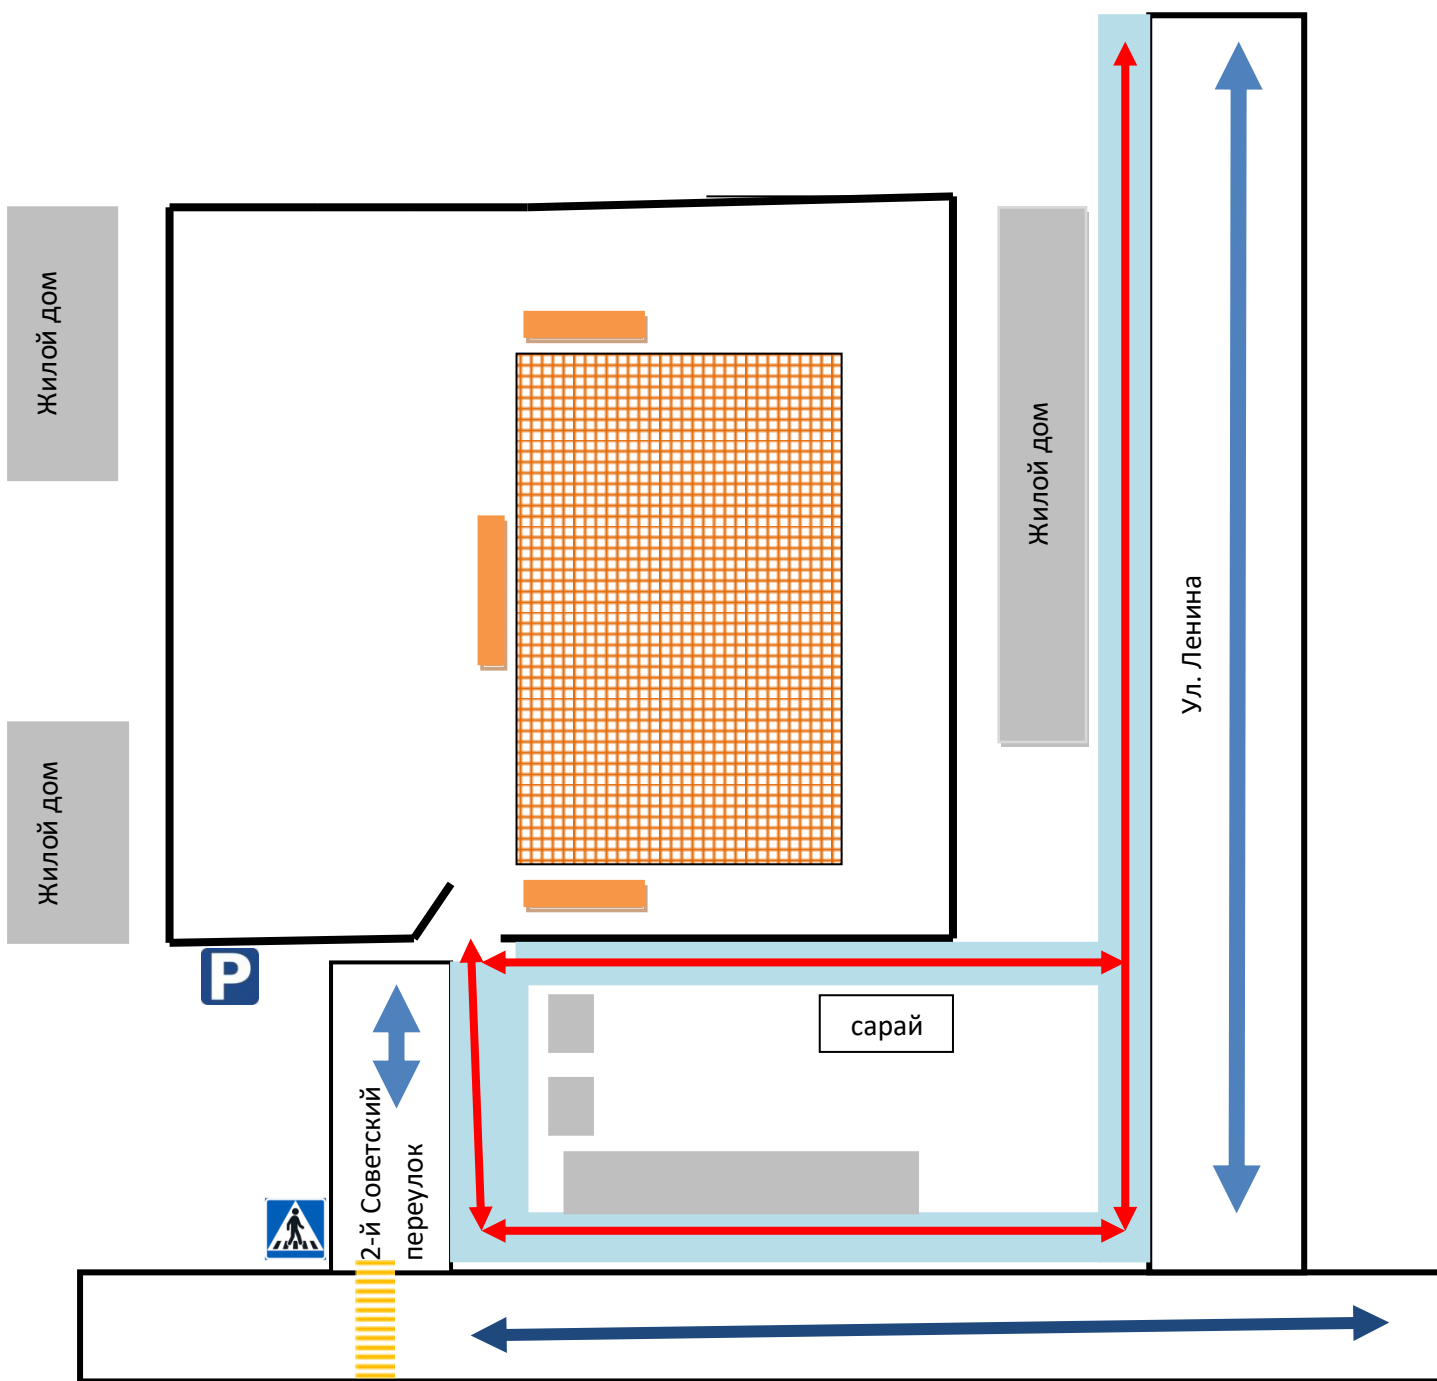 Жилой дом
Жилой дом
Ул. Ленина
Жилой дом
P
сарай
2-й Советский
переулок